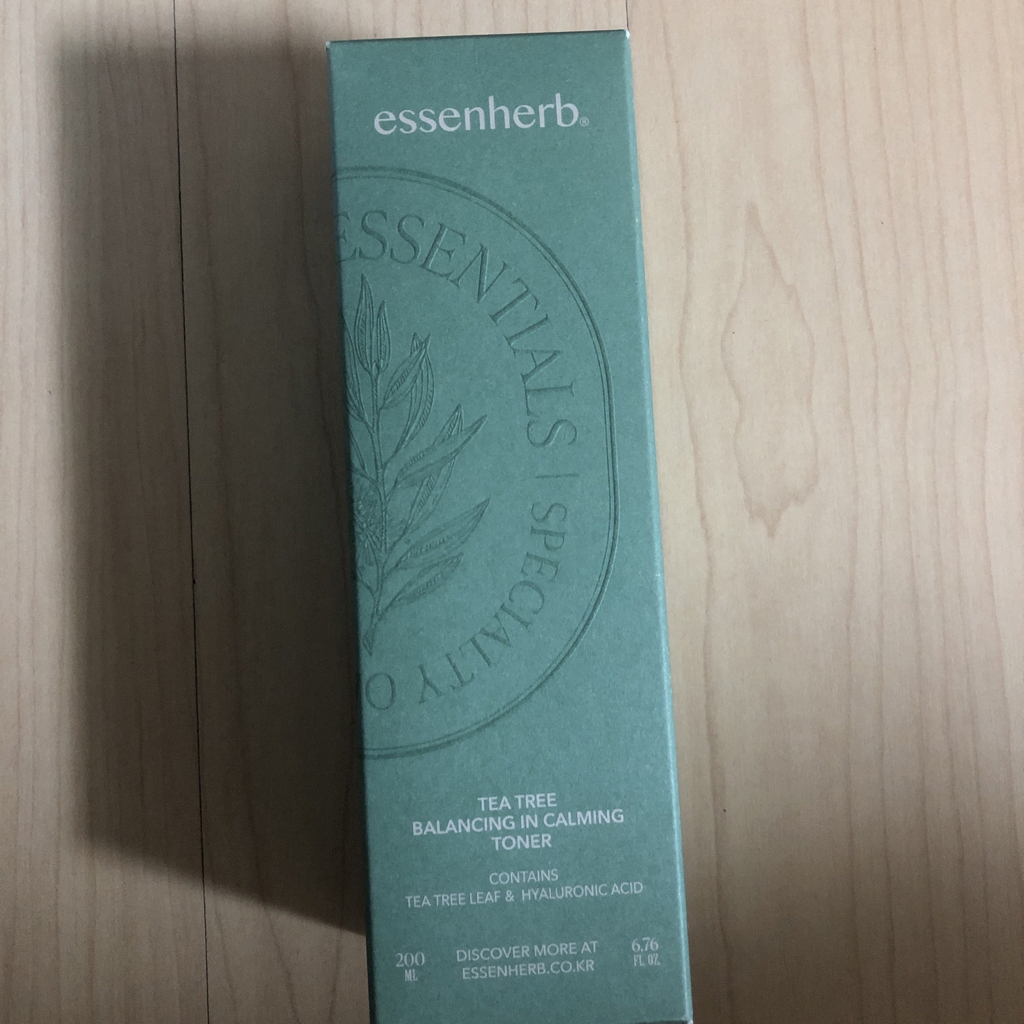 essenherb®
ESSENTIALS | SPECIALTY O
TEA TREE
BALANCING IN CALMING
TONER
CONTAINS
TEA TREE LEAF & HYALURONIC ACID
200
ML
DISCOVER MORE AT
ESSENHERB.CO.KR
6.76
FL. OZ.